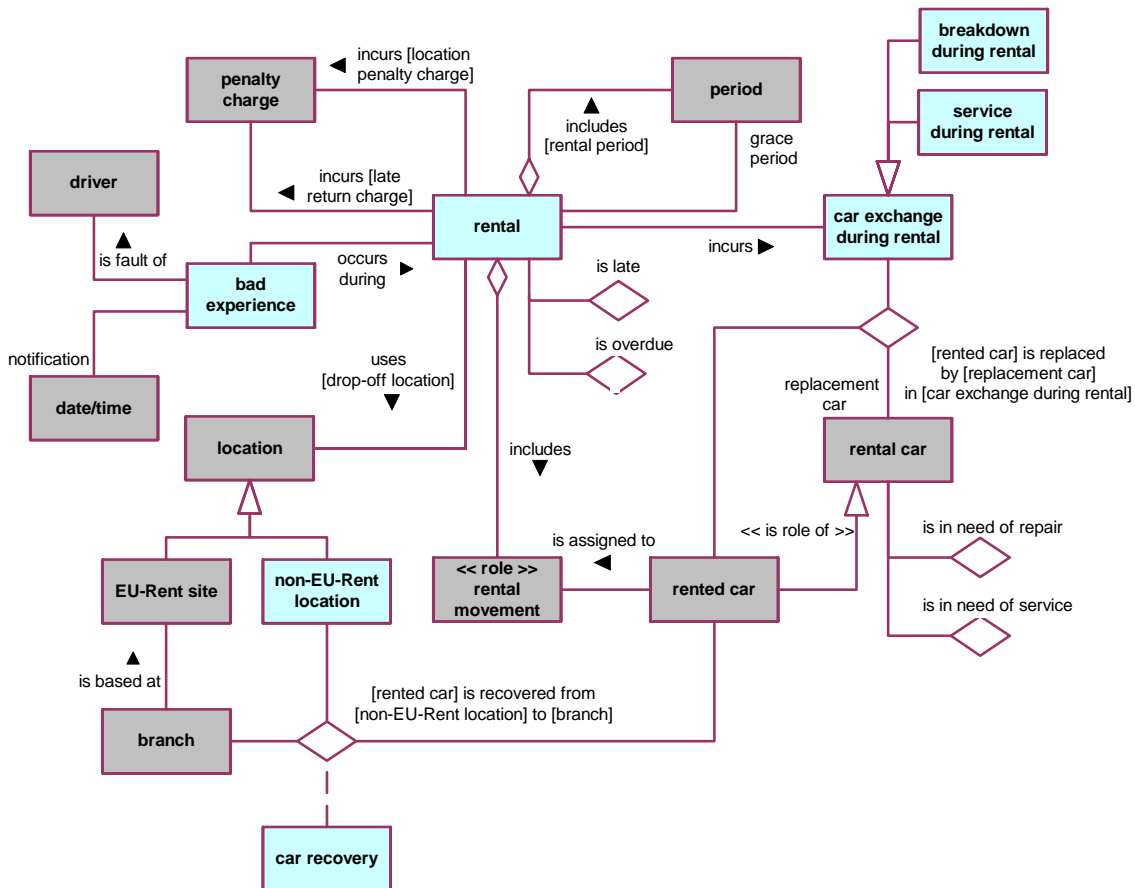 breakdown
during rental
incurs [location
penalty charge]
penalty
charge
period
service
during rental
includes
[rental period]
grace
period
driver
incurs [late
return charge]
rental
car exchange
during rental
is fault of
occurs
during
incurs
bad
experience
is late
notification
uses
[drop-off location]
is overdue
[rented car] is replaced
by [replacement car]
in [car exchange during rental]
replacement
car
date/time
location
includes
rental car
<< is role of >>
is in need of repair
is assigned to
EU-Rent site
non-EU-Rent
location
<< role >>
rental
movement
rented car
is in need of service
is based at
[rented car] is recovered from
[non-EU-Rent location] to [branch]
branch
car recovery